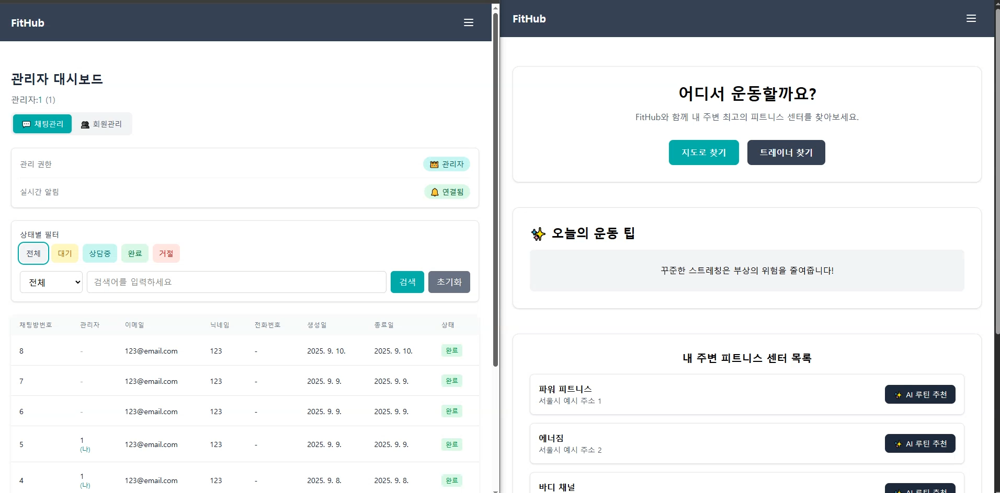 FitHub
관리자 대시보드
관리자:1 (1)
💬 채팅관리
👥 회원관리
관리 권한
👑 관리자
실시간 알림
🔔 연결됨
상태별 필터
전체 대기 상담중 완료 거절
전체 검색어를 입력하세요 검색 초기화
채팅방번호 관리자 이메일 닉네임 전화번호 생성일 종료일 상태
8 - 123@email.com 123 - 2025. 9. 10. 2025. 9. 10. 완료
7 - 123@email.com 123 - 2025. 9. 9. 2025. 9. 9. 완료
6 - 123@email.com 123 - 2025. 9. 9. 2025. 9. 9. 완료
5 1 (나) 123@email.com 123 - 2025. 9. 9. 2025. 9. 9. 완료
4 1 (나) 123@email.com 123 - 2025. 9. 8. 2025. 9. 8. 완료
FitHub
어디서 운동할까요?
FitHub와 함께 내 주변 최고의 피트니스 센터를 찾아보세요.
지도로 찾기 트레이너 찾기
✨ 오늘의 운동 팁
꾸준한 스트레칭은 부상의 위험을 줄여줍니다!
내 주변 피트니스 센터 목록
파워 피트니스
서울시 예시 주소 1
✨ AI 루틴 추천
에너짐
서울시 예시 주소 2
✨ AI 루틴 추천
바디 채널
✨ AI 루틴 추천